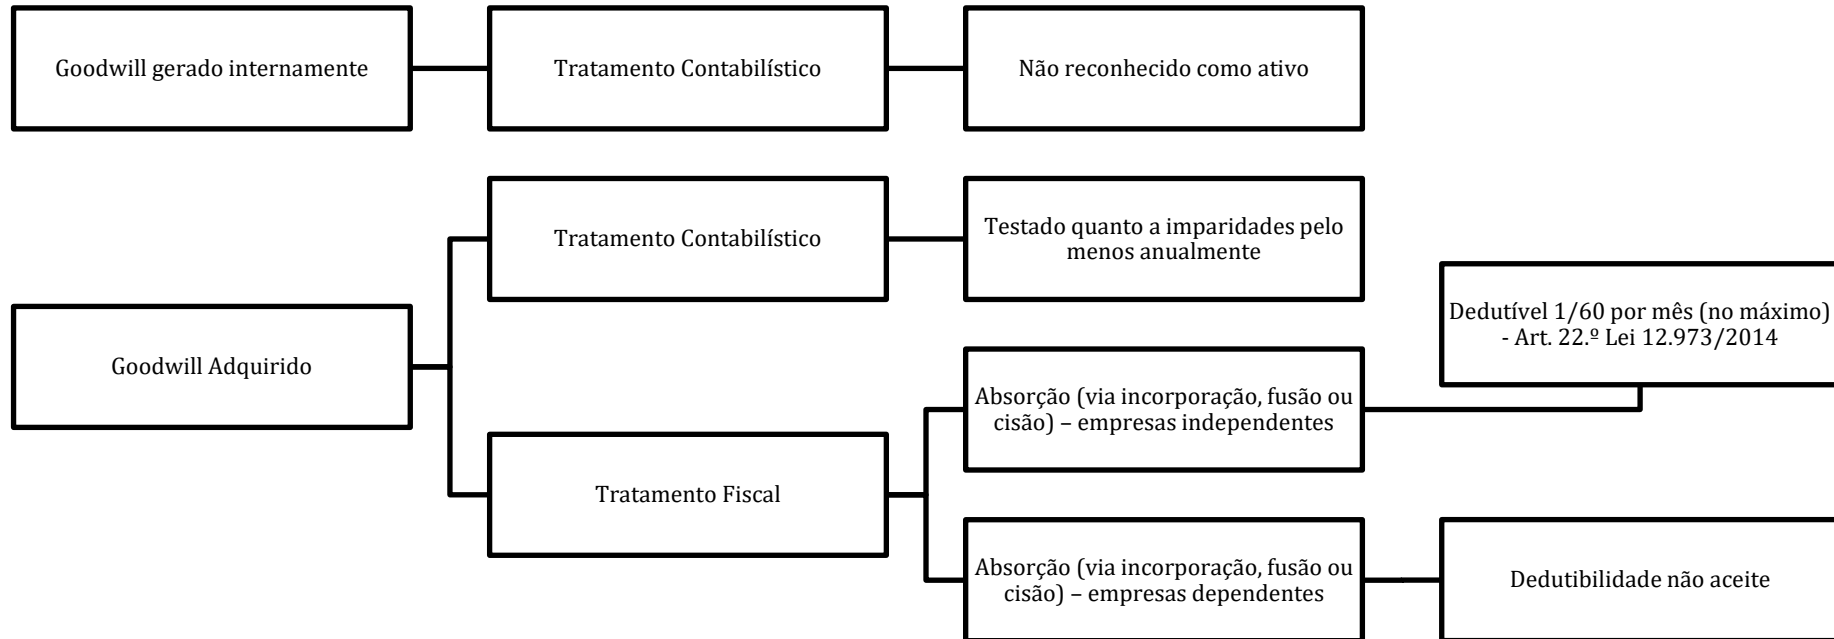 Goodwill gerado internamente
Tratamento Contabilístico
Não reconhecido como ativo
Tratamento Contabilístico
Testado quanto a imparidades pelo
menos anualmente
Goodwill Adquirido
Tratamento Fiscal
Absorção (via incorporação, fusão ou
cisão) – empresas independentes
Dedutível 1/60 por mês (no máximo)
- Art. 22.º Lei 12.973/2014
Absorção (via incorporação, fusão ou
cisão) – empresas dependentes
Dedutibilidade não aceite